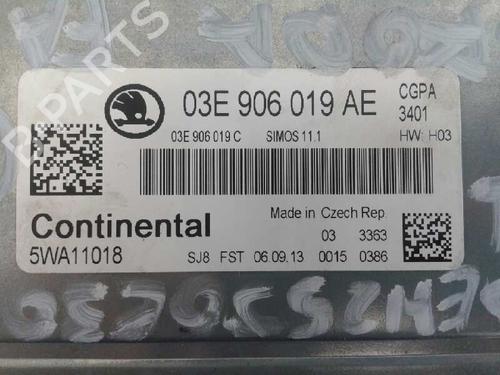 03E 906 019 AE
CGPA
3401
03E 906 019 C SIMOS 11.1
HW: H03
Continental
Made in Czech Rep.
5WA11018
03 3363
SJ8 FST 06.09.13 0015 0386
B-PARTS